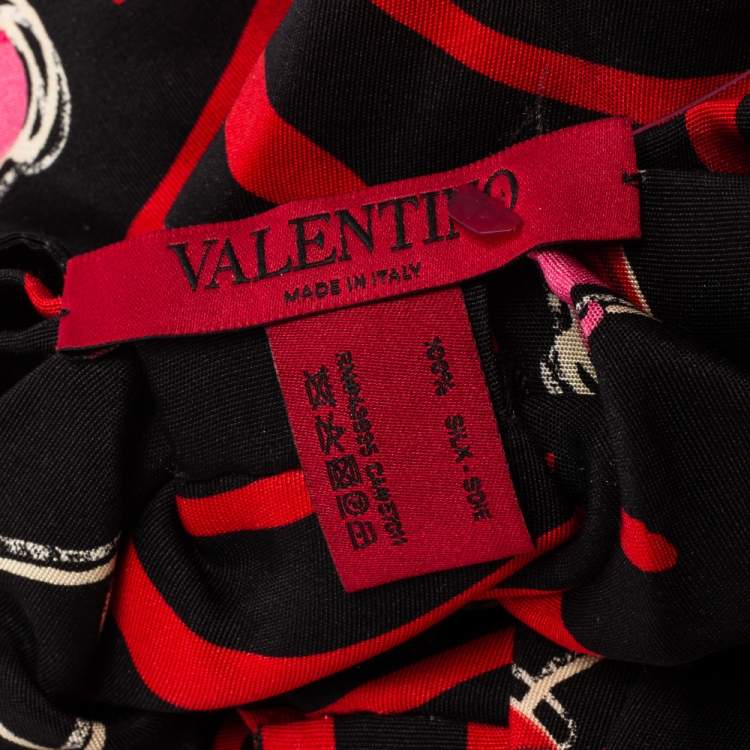 VALENTINO
MADE IN ITALY
100% SILK - SOIE